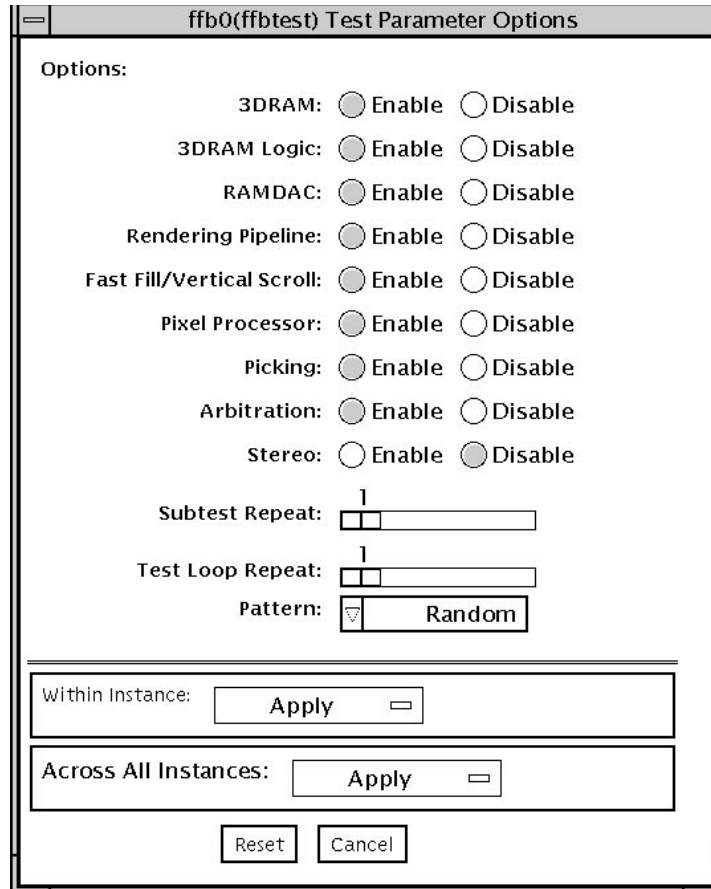 ffb0(ffbtest) Test Parameter Options
Options:
3DRAM: Enable Disable
3DRAM Logic: Enable Disable
RAMDAC: Enable Disable
Rendering Pipeline: Enable Disable
Fast Fill/Vertical Scroll: Enable Disable
Pixel Processor: Enable Disable
Picking: Enable Disable
Arbitration: Enable Disable
Stereo: Enable Disable
1
Subtest Repeat:
1
Test Loop Repeat:
Pattern: Random
Within Instance: Apply
Across All Instances: Apply
Reset Cancel